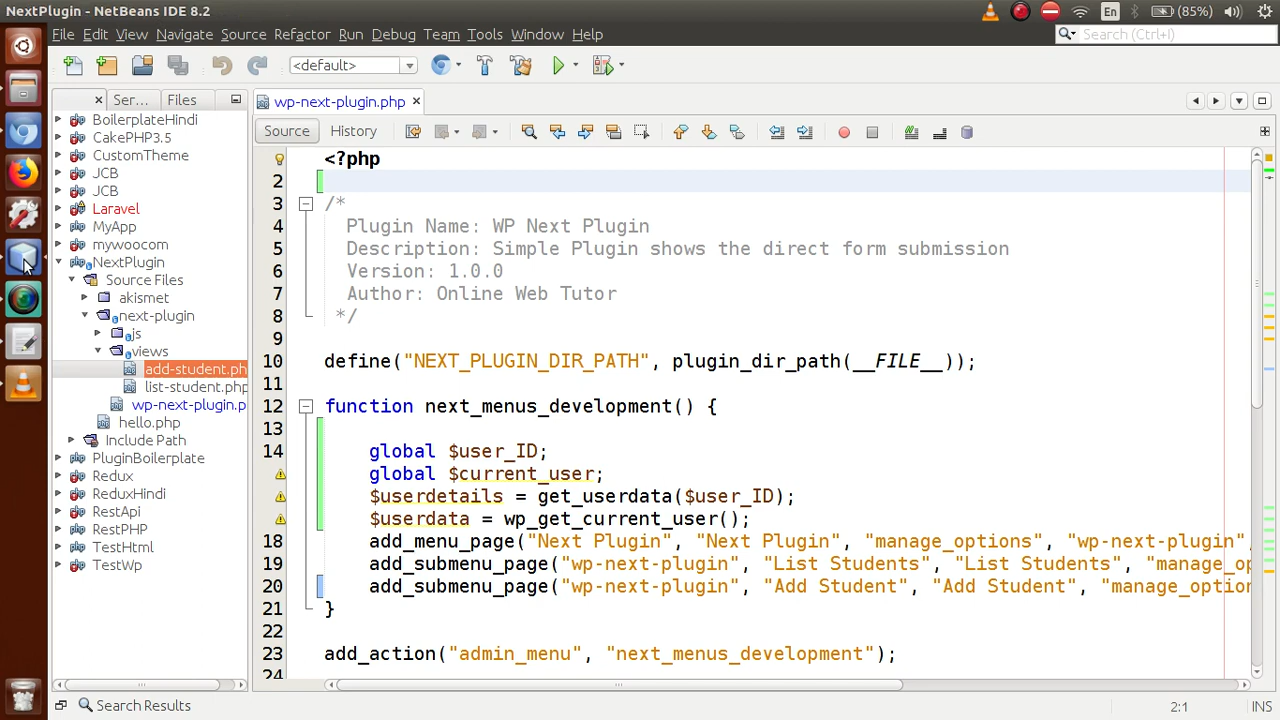 NextPlugin - NetBeans IDE 8.2
En
(85%)
File Edit View Navigate Source Refactor Run Debug Team Tools Window Help
Search (Ctrl+I)
<default>
Ser... Files
wp-next-plugin.php
Source History
BoilerplateHindi
CakePHP3.5
CustomTheme
JCB
JCB
Laravel
MyApp
mywoocom
NextPlugin
Source Files
akismet
next-plugin
js
views
add-student.ph
list-student.php
wp-next-plugin.p
hello.php
Include Path
PluginBoilerplate
Redux
ReduxHindi
RestApi
RestPHP
TestHtml
TestWp
<?php
2
3 /*
4 Plugin Name: WP Next Plugin
5 Description: Simple Plugin shows the direct form submission
6 Version: 1.0.0
7 Author: Online Web Tutor
8 */
9
10 define("NEXT_PLUGIN_DIR_PATH", plugin_dir_path(__FILE__));
11
12 function next_menus_development() {
13
14 global $user_ID;
global $current_user;
$userdetails = get_userdata($user_ID);
$userdata = wp_get_current_user();
18 add_menu_page("Next Plugin", "Next Plugin", "manage_options", "wp-next-plugin",
19 add_submenu_page("wp-next-plugin", "List Students", "List Students", "manage_op
20 add_submenu_page("wp-next-plugin", "Add Student", "Add Student", "manage_option
21 }
22
23 add_action("admin_menu", "next_menus_development");
24
Search Results
2:1 INS